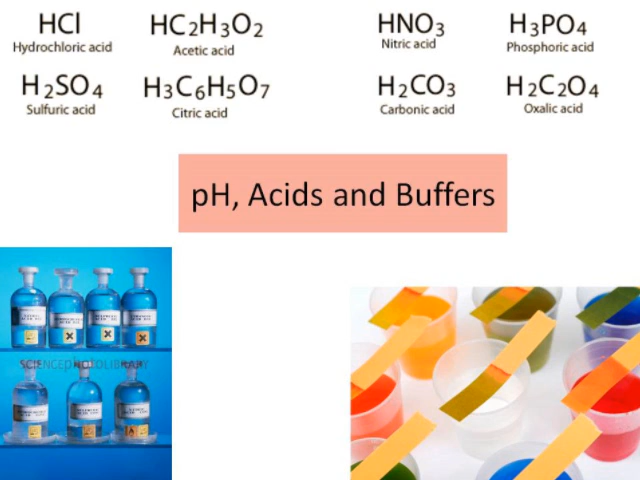 HCl
Hydrochloric acid
HC2H3O2
Acetic acid
HNO3
Nitric acid
H3PO4
Phosphoric acid
H2SO4
Sulfuric acid
H3C6H5O7
Citric acid
H2CO3
Carbonic acid
H2C2O4
Oxalic acid
pH, Acids and Buffers
SCIENCEphotoLIBRARY